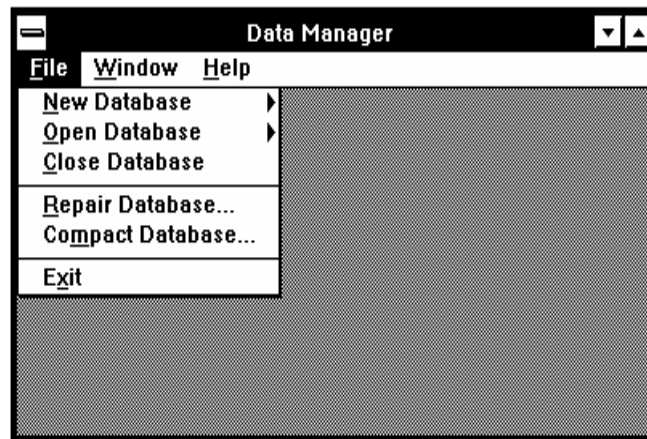 Data Manager
File Window Help
New Database
Open Database
Close Database
Repair Database...
Compact Database...
Exit